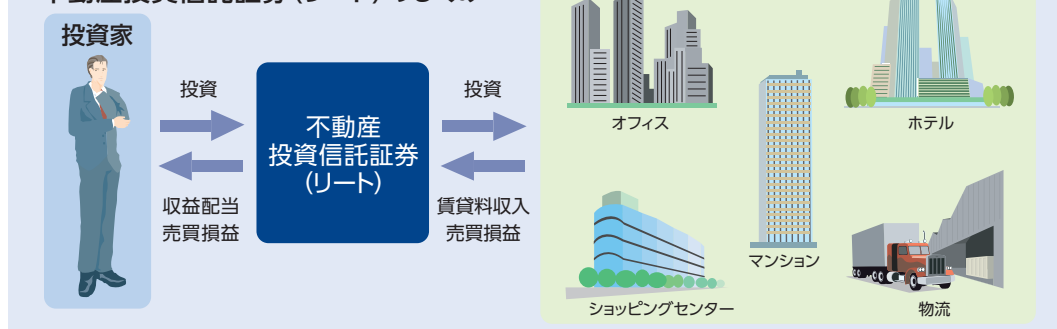 投資家
投資
不動産
投資信託証券
(リート)
収益配当
売買損益
投資
賃貸料収入
売買損益
オフィス
ホテル
マンション
ショッピングセンター
物流